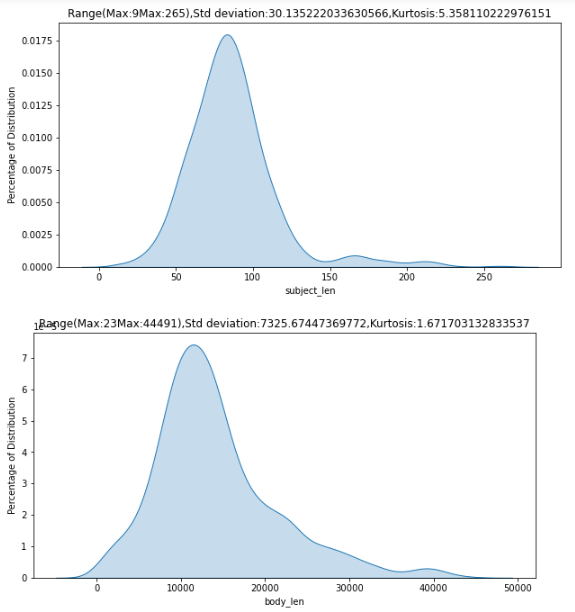 Range(Max:9Max:265),Std deviation:30.135222033630566,Kurtosis:5.358110222976151
0.0175
0.0150
0.0125
0.0100
0.0075
0.0050
0.0025
0.0000
Percentage of Distribution
0 50 100 150 200 250
subject_len
Range(Max:23Max:44491),Std deviation:7325.67447369772,Kurtosis:1.671703132833537
1e−5
7
6
5
4
3
2
1
0
Percentage of Distribution
0 10000 20000 30000 40000 50000
body_len